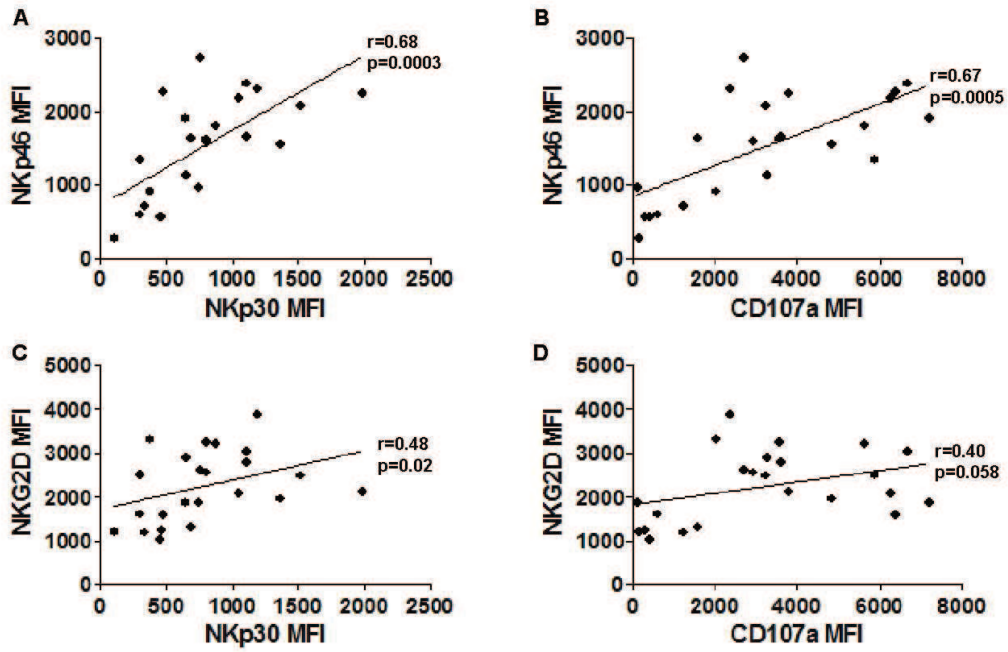 A
3000
2000
1000
0
NKp46 MFI
r=0.68
p=0.0003
0 500 1000 1500 2000 2500
NKp30 MFI
B
3000
2000
1000
0
NKp46 MFI
r=0.67
p=0.0005
0 2000 4000 6000 8000
CD107a MFI
C
5000
4000
3000
2000
1000
0
NKG2D MFI
r=0.48
p=0.02
0 500 1000 1500 2000 2500
NKp30 MFI
D
5000
4000
3000
2000
1000
0
NKG2D MFI
r=0.40
p=0.058
0 2000 4000 6000 8000
CD107a MFI